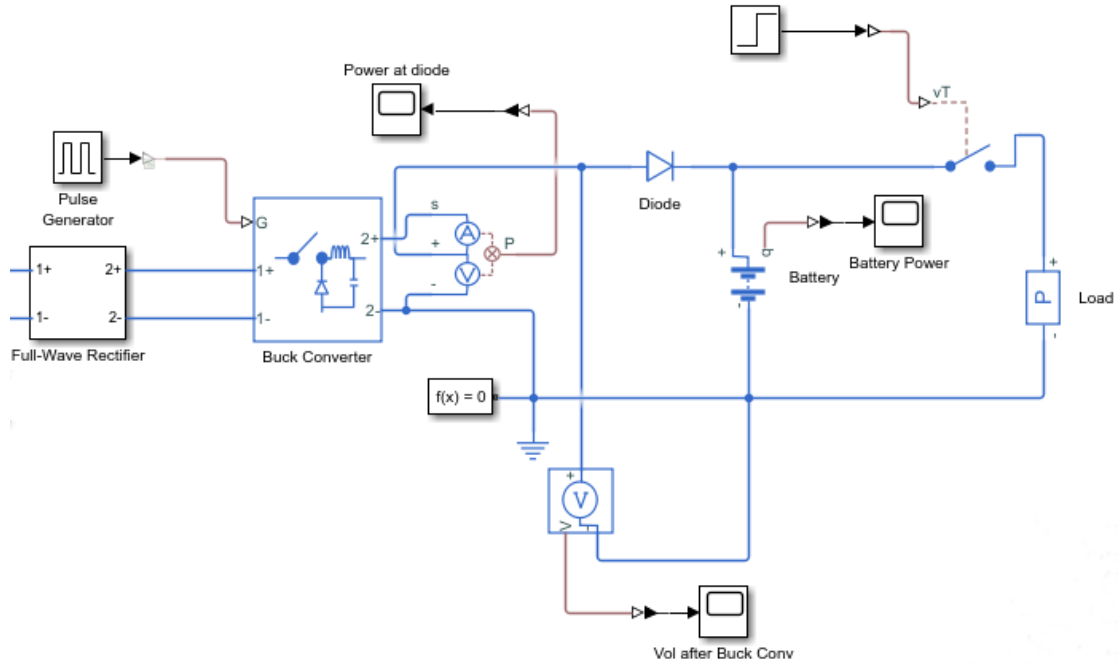 vT
Power at diode
Pulse
Generator
G
s
A
+
P
V
-
2+
2-
1+
1-
1+
2+
1-
2-
Full-Wave Rectifier
Buck Converter
Diode
+
q
-
Battery
Battery Power
+
P
-
Load
f(x) = 0
+
V
V
-
Vol after Buck Conv